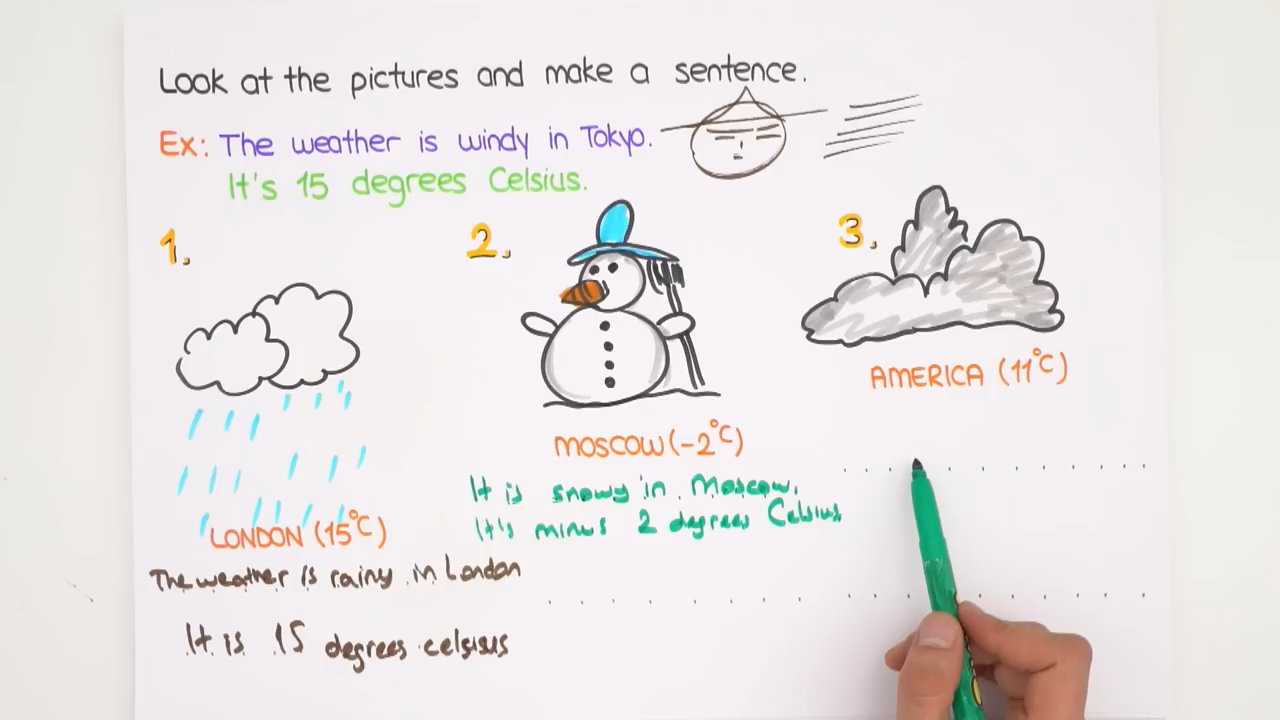 Look at the pictures and make a sentence.
Ex: The weather is windy in Tokyo.
It's 15 degrees Celsius.
1.
2.
3.
AMERICA (11°C)
MOSCOW (-2°C)
It is snowy in Moscow.
It's minus 2 degrees Celsius
LONDON (15°C)
The weather is rainy in London
It is 15 degrees celsisus